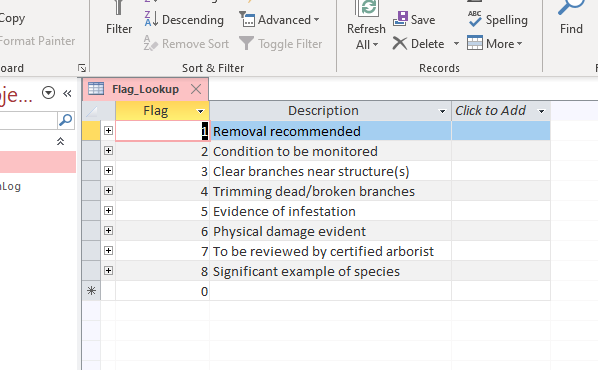 Copy
Format Painter
oard
Filter
Descending
Remove Sort
Advanced
Toggle Filter
Sort & Filter
Refresh
All
Save
Delete
Spelling
More
Records
Find
oje...
nLog
Flag_Lookup
Flag Description Click to Add
1 Removal recommended
2 Condition to be monitored
3 Clear branches near structure(s)
4 Trimming dead/broken branches
5 Evidence of infestation
6 Physical damage evident
7 To be reviewed by certified arborist
8 Significant example of species
0